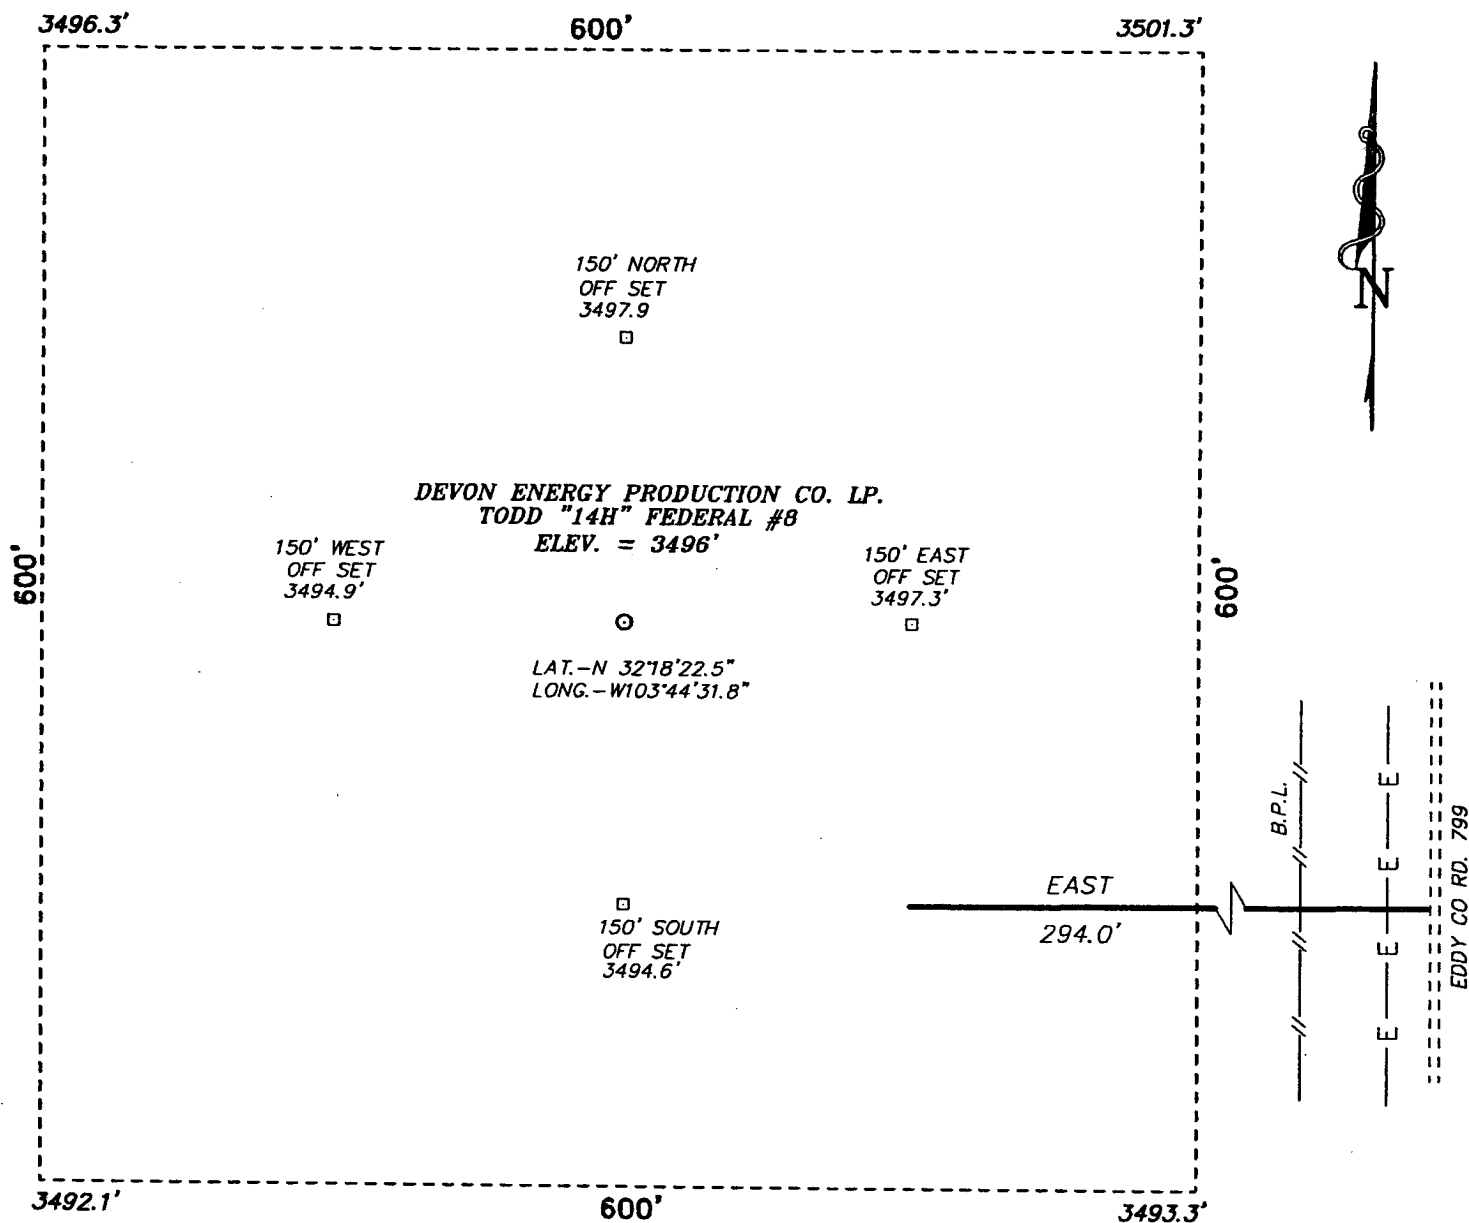 3496.3'
600'
3501.3'
N
150' NORTH
OFF SET
3497.9
DEVON ENERGY PRODUCTION CO. LP.
TODD "14H" FEDERAL #8
ELEV. = 3496'
150' WEST
OFF SET
3494.9'
150' EAST
OFF SET
3497.3'
600'
600'
LAT.-N 32°18'22.5"
LONG.-W103°44'31.8"
B.P.L.
E
E
E
E
EDDY CO RD. 799
EAST
294.0'
150' SOUTH
OFF SET
3494.6'
3492.1'
600'
3493.3'